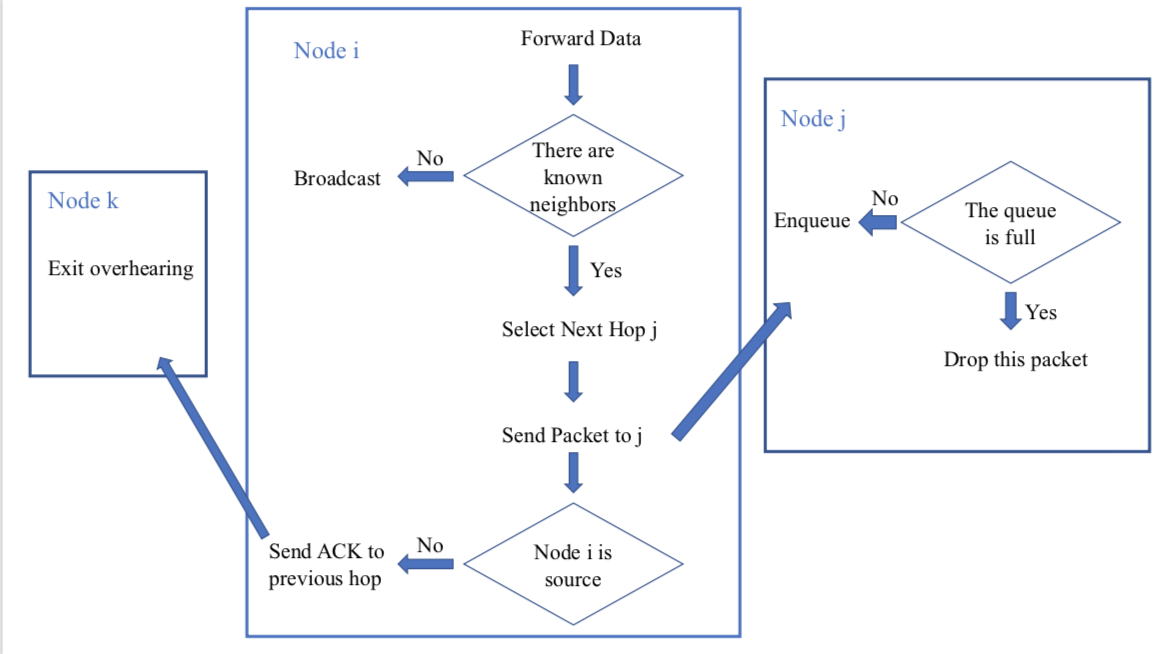 Node i
Forward Data
There are
known
neighbors
No
Broadcast
Yes
Select Next Hop j
Send Packet to j
Node i is
source
No
Send ACK to
previous hop
Node k
Exit overhearing
Node j
The queue
is full
No
Enqueue
Yes
Drop this packet